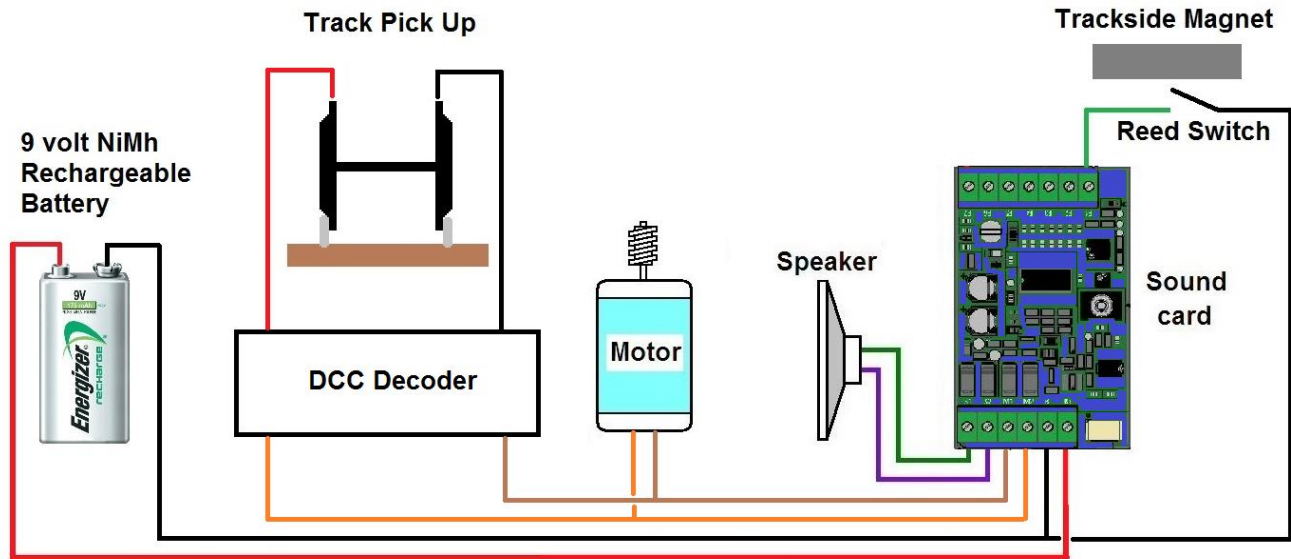 Track Pick Up
Trackside Magnet
Reed Switch
9 volt NiMh
Rechargeable
Battery
9V
Energizer
recharge
DCC Decoder
Motor
Speaker
Sound
card